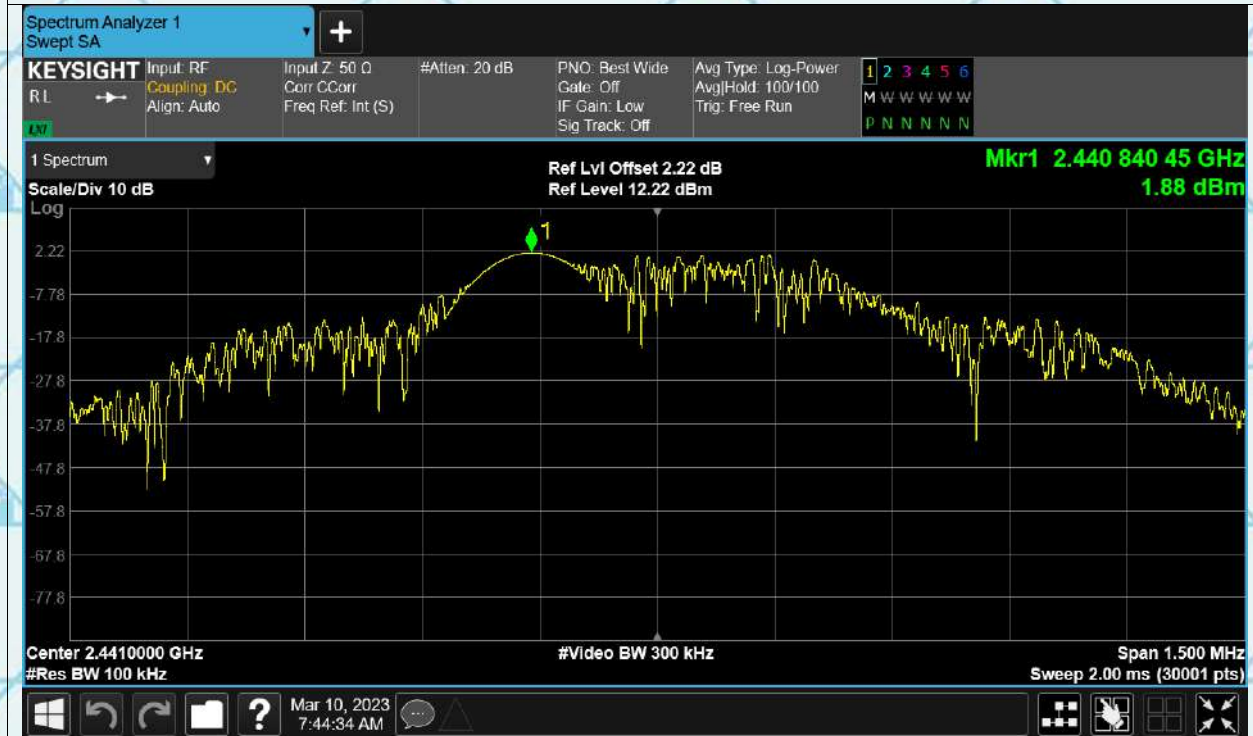 Spectrum Analyzer 1
Swept SA
+
KEYSIGHT
RL
LXI
Input: RF
Coupling: DC
Align: Auto
Input Z: 50 Ω
Corr CCorr
Freq Ref: Int (S)
#Atten: 20 dB
PNO: Best Wide
Gate: Off
IF Gain: Low
Sig Track: Off
Avg Type: Log-Power
Avg|Hold: 100/100
Trig: Free Run
1 2 3 4 5 6
M W W W W W
P N N N N N
1 Spectrum
Scale/Div 10 dB
Log
Ref Lvl Offset 2.22 dB
Ref Level 12.22 dBm
Mkr1 2.440 840 45 GHz
1.88 dBm
1
2.22
-7.78
-17.8
-27.8
-37.8
-47.8
-57.8
-67.8
-77.8
Center 2.4410000 GHz
#Res BW 100 kHz
#Video BW 300 kHz
Span 1.500 MHz
Sweep 2.00 ms (30001 pts)
?
Mar 10, 2023
7:44:34 AM